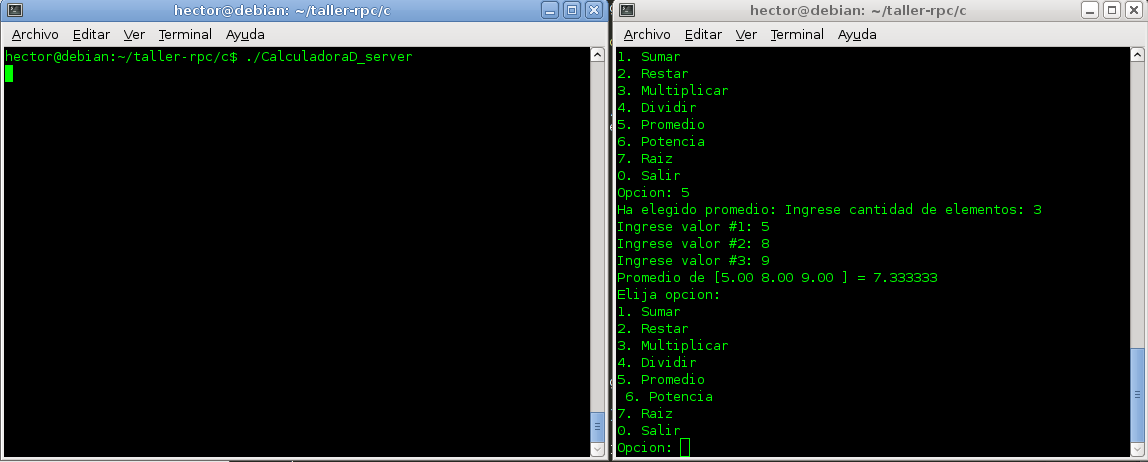 hector@debian: ~/taller-rpc/c
Archivo Editar Ver Terminal Ayuda
hector@debian:~/taller-rpc/c$ ./CalculadoraD_server
hector@debian: ~/taller-rpc/c
Archivo Editar Ver Terminal Ayuda
1. Sumar
2. Restar
3. Multiplicar
4. Dividir
5. Promedio
6. Potencia
7. Raiz
0. Salir
Opcion: 5
Ha elegido promedio: Ingrese cantidad de elementos: 3
Ingrese valor #1: 5
Ingrese valor #2: 8
Ingrese valor #3: 9
Promedio de [5.00 8.00 9.00 ] = 7.333333
Elija opcion:
1. Sumar
2. Restar
3. Multiplicar
4. Dividir
5. Promedio
 6. Potencia
7. Raiz
0. Salir
Opcion: